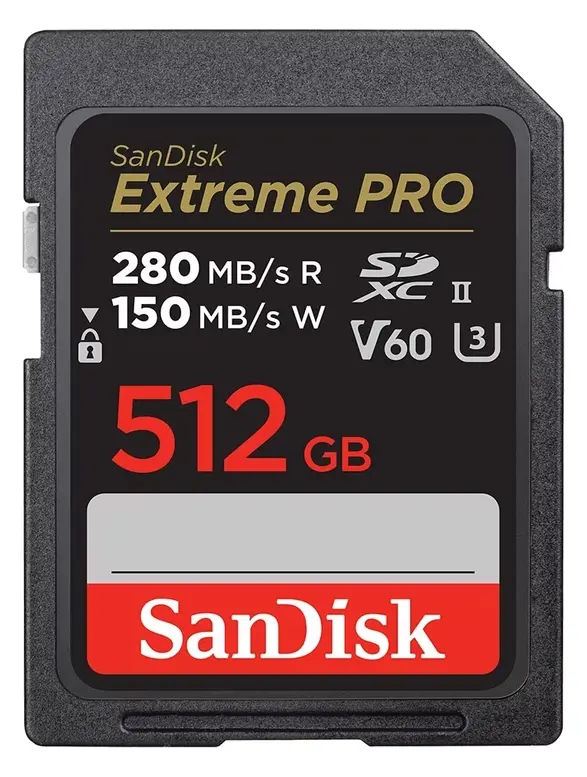 SanDisk
Extreme PRO
280 MB/s R
150 MB/s W
SD XC II
V60 U3
512 GB
SanDisk